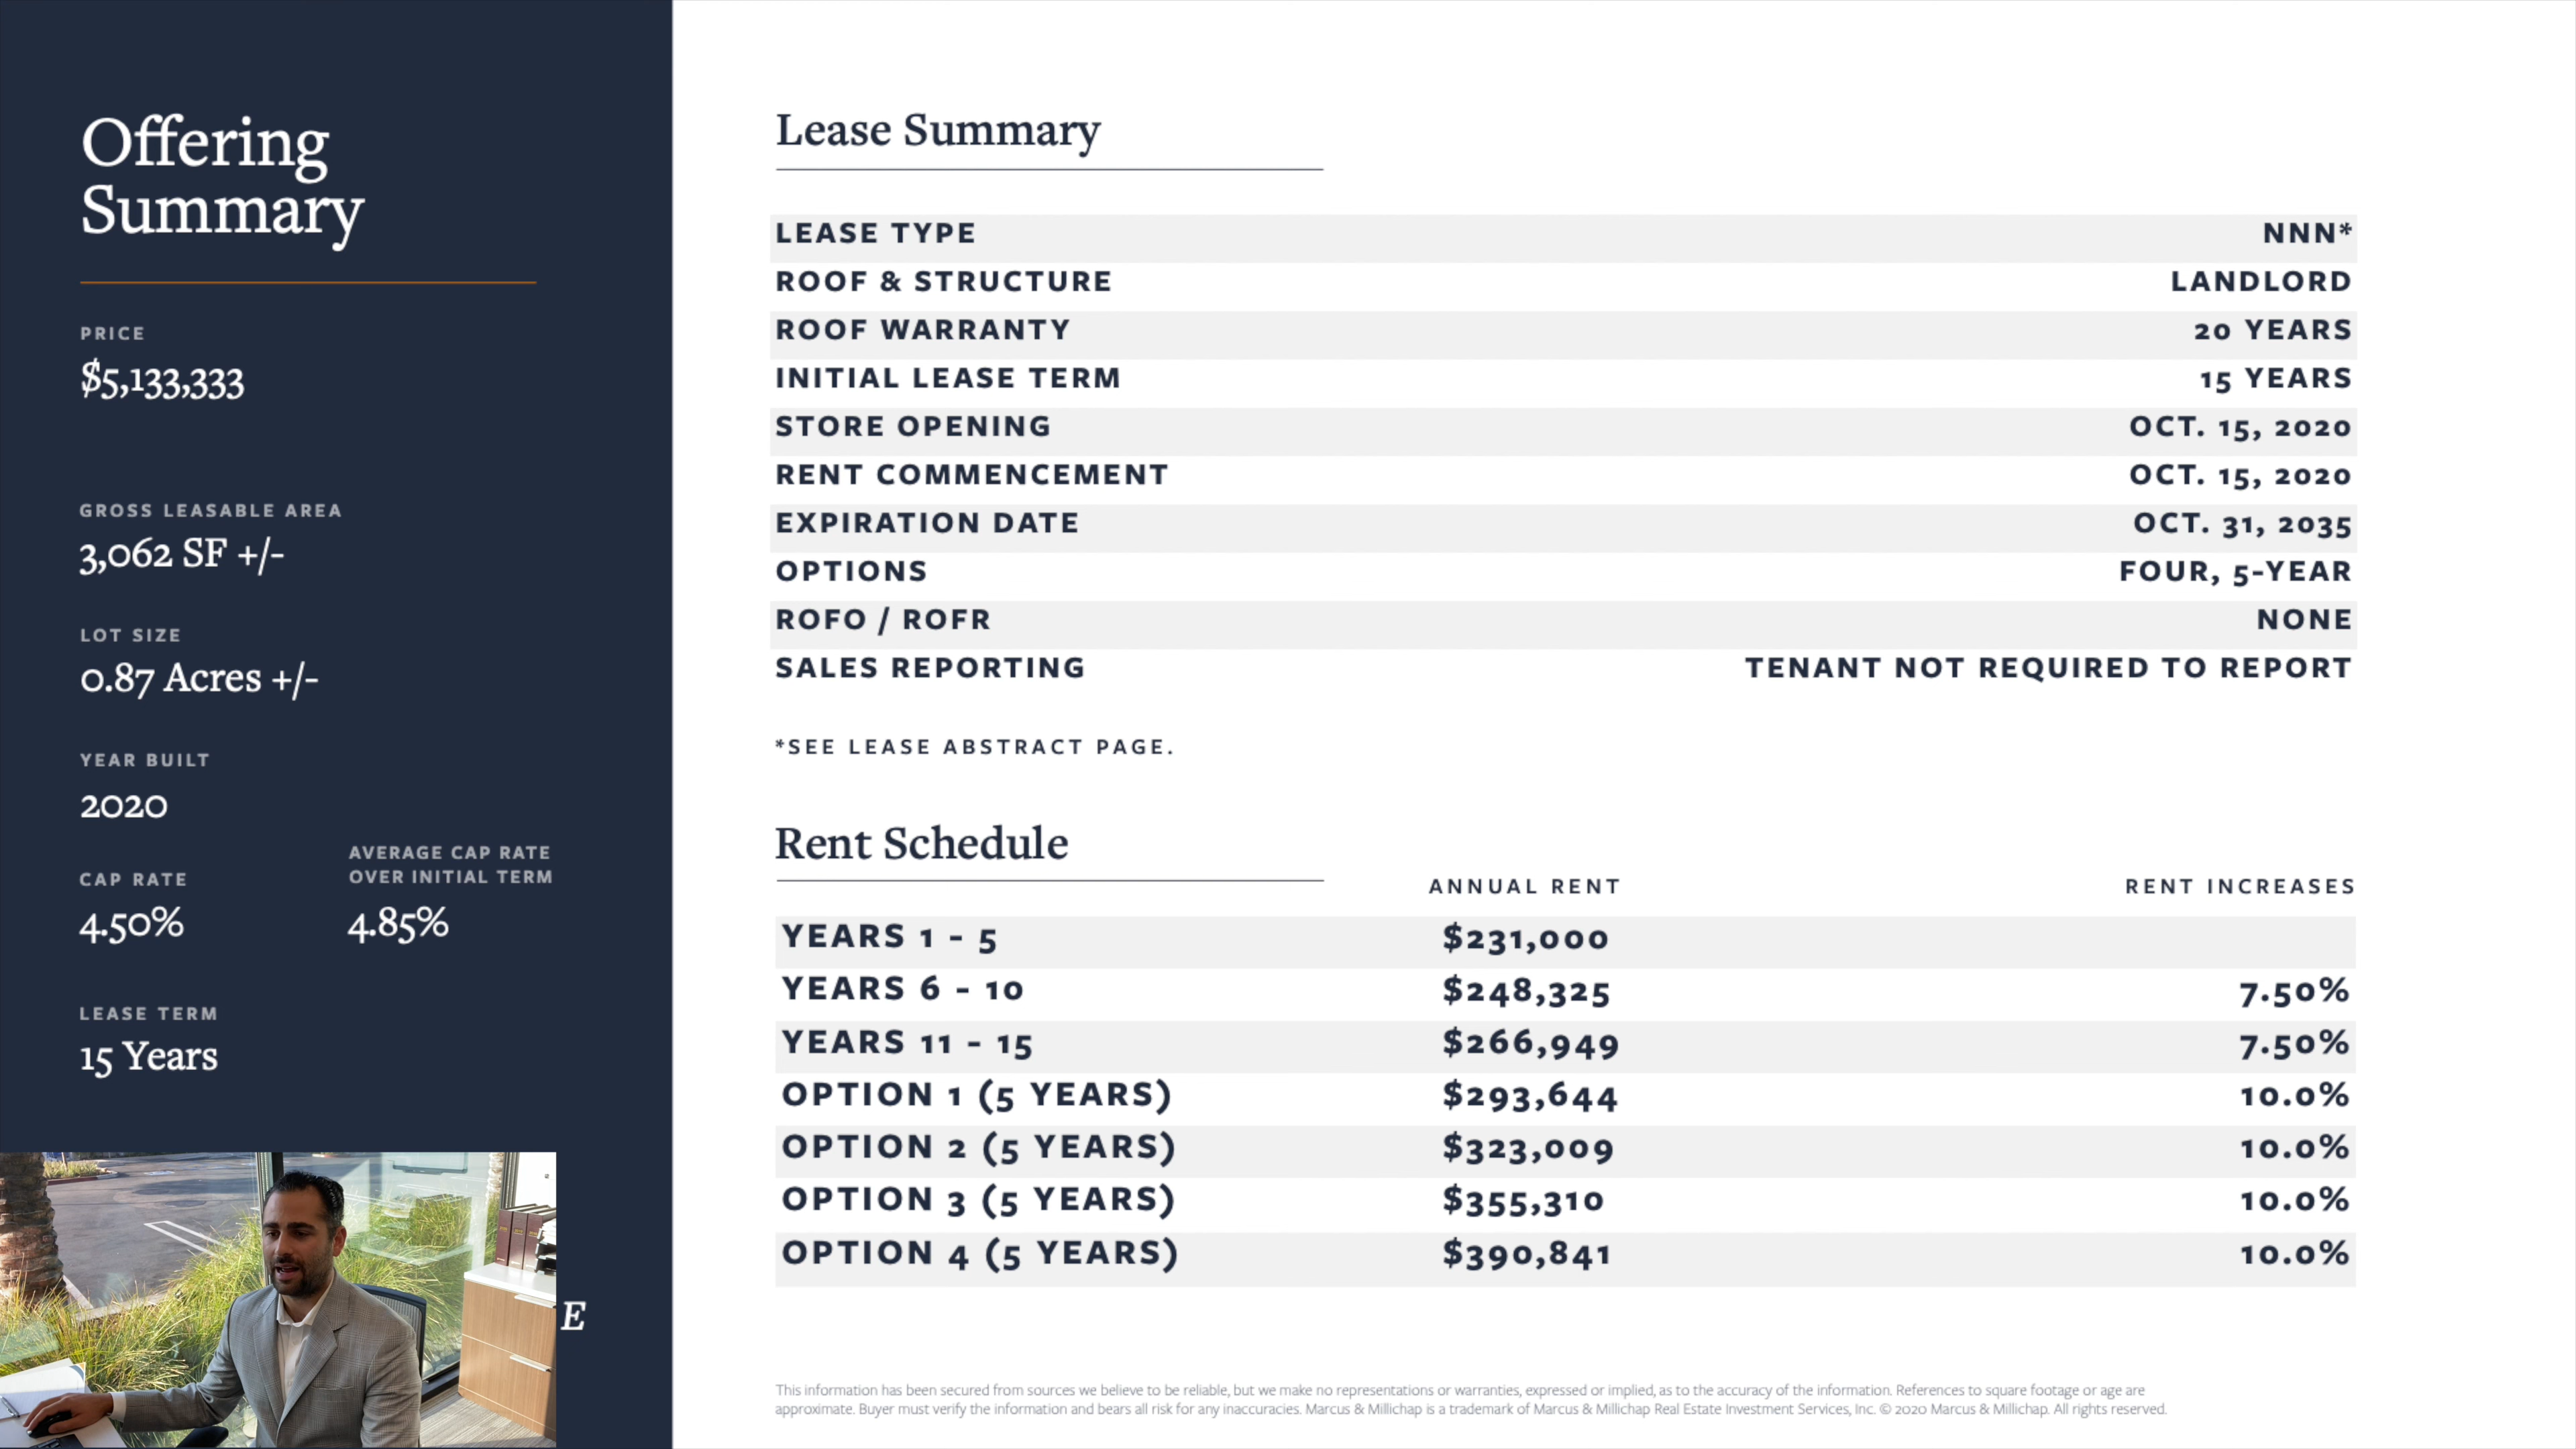 Offering
Summary
PRICE
$5,133,333
GROSS LEASABLE AREA
3,062 SF +/-
LOT SIZE
0.87 Acres +/-
YEAR BUILT
2020
CAP RATE
4.50%
AVERAGE CAP RATE
OVER INITIAL TERM
4.85%
LEASE TERM
15 Years
E
Lease Summary
LEASE TYPE NNN*
ROOF & STRUCTURE LANDLORD
ROOF WARRANTY 20 YEARS
INITIAL LEASE TERM 15 YEARS
STORE OPENING OCT. 15, 2020
RENT COMMENCEMENT OCT. 15, 2020
EXPIRATION DATE OCT. 31, 2035
OPTIONS FOUR, 5-YEAR
ROFO / ROFR NONE
SALES REPORTING TENANT NOT REQUIRED TO REPORT
*SEE LEASE ABSTRACT PAGE.
Rent Schedule
ANNUAL RENT RENT INCREASES
YEARS 1 - 5 $231,000
YEARS 6 - 10 $248,325 7.50%
YEARS 11 - 15 $266,949 7.50%
OPTION 1 (5 YEARS) $293,644 10.0%
OPTION 2 (5 YEARS) $323,009 10.0%
OPTION 3 (5 YEARS) $355,310 10.0%
OPTION 4 (5 YEARS) $390,841 10.0%
This information has been secured from sources we believe to be reliable, but we make no representations or warranties, expressed or implied, as to the accuracy of the information. References to square footage or age are
approximate. Buyer must verify the information and bears all risk for any inaccuracies. Marcus & Millichap is a trademark of Marcus & Millichap Real Estate Investment Services, Inc. © 2020 Marcus & Millichap. All rights reserved.